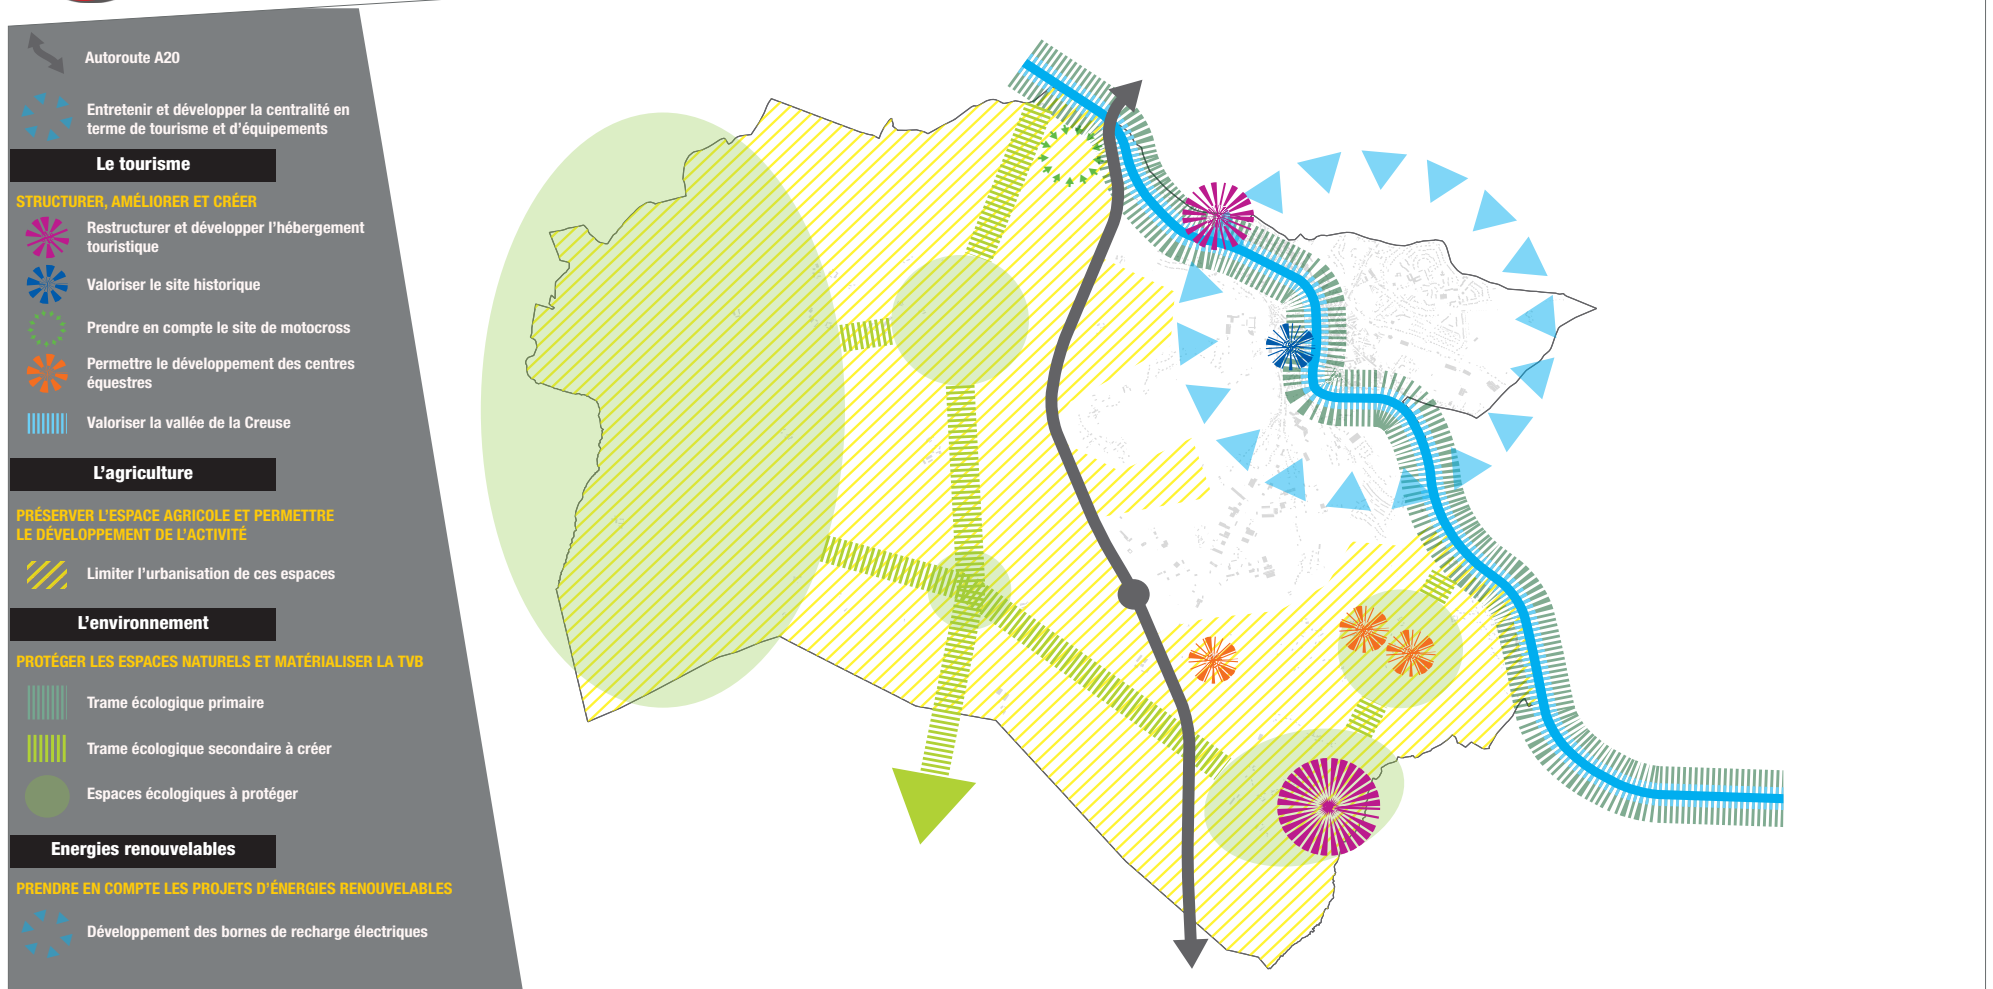 Autoroute A20
Entretenir et développer la centralité en
terme de tourisme et d'équipements
Le tourisme
STRUCTURER, AMÉLIORER ET CRÉER
Restructurer et développer l'hébergement
touristique
Valoriser le site historique
Prendre en compte le site de motocross
Permettre le développement des centres
équestres
Valoriser la vallée de la Creuse
L'agriculture
PRÉSERVER L'ESPACE AGRICOLE ET PERMETTRE
LE DÉVELOPPEMENT DE L'ACTIVITÉ
Limiter l'urbanisation de ces espaces
L'environnement
PROTÉGER LES ESPACES NATURELS ET MATÉRIALISER LA TVB
Trame écologique primaire
Trame écologique secondaire à créer
Espaces écologiques à protéger
Energies renouvelables
PRENDRE EN COMPTE LES PROJETS D'ÉNERGIES RENOUVELABLES
Développement des bornes de recharge électriques